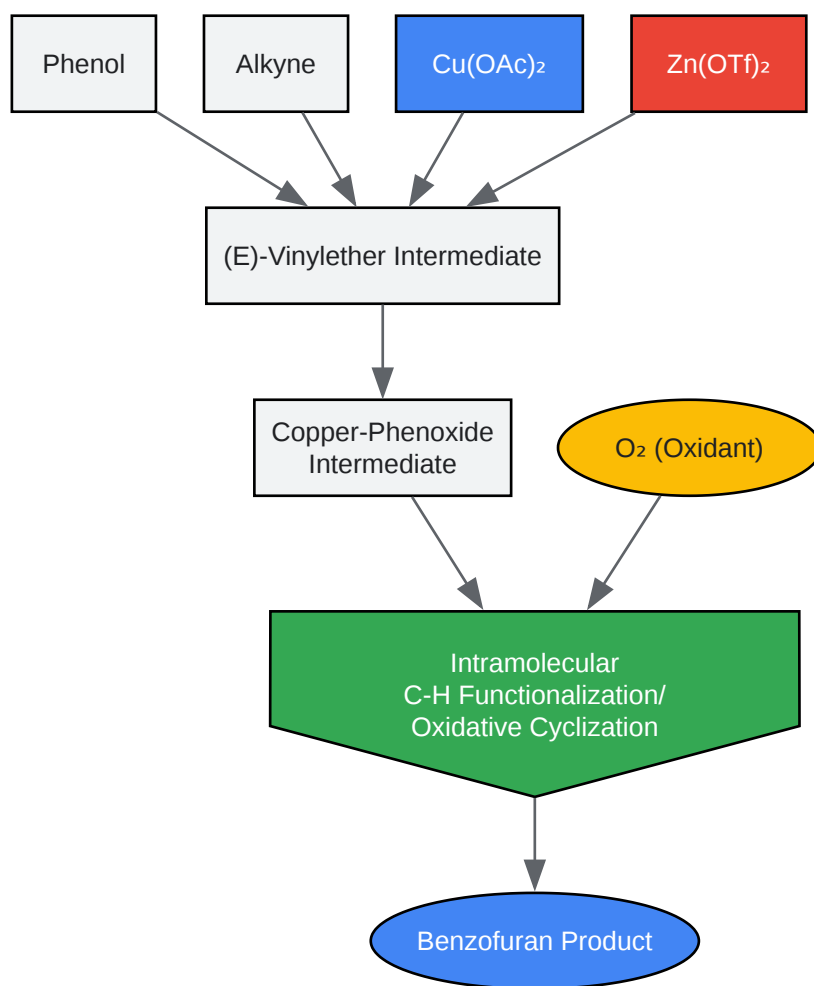 Phenol
Alkyne
Cu(OAc)₂
Zn(OTf)₂
(E)-Vinylether Intermediate
Copper-Phenoxide
Intermediate
O₂ (Oxidant)
Intramolecular
C-H Functionalization/
Oxidative Cyclization
Benzofuran Product